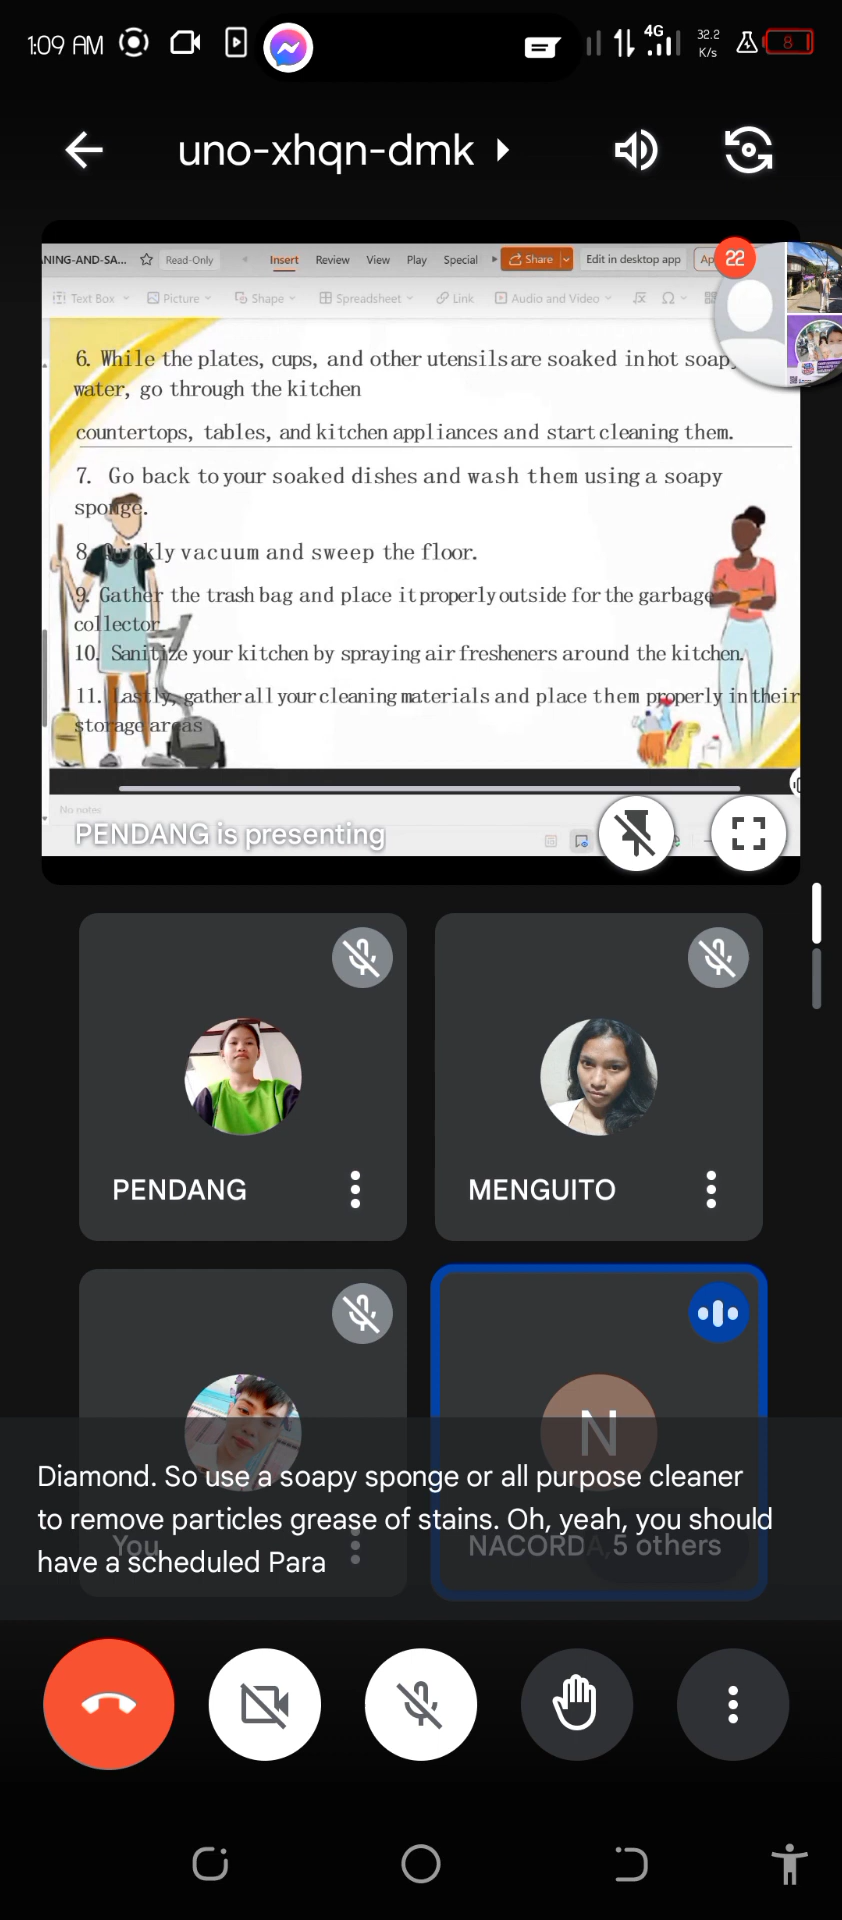 1:09 AM
4G
32.2
K/s
8
uno-xhqn-dmk
NING-AND-SA...
Read-Only
Insert
Review
View
Play
Special
Share
Edit in desktop app
Ap
22
Text Box
Picture
Shape
Spreadsheet
Link
Audio and Video
6. While the plates, cups, and other utensils are soaked in hot soap
water, go through the kitchen
countertops, tables, and kitchen appliances and start cleaning them.
7. Go back to your soaked dishes and wash them using a soapy
sponge.
8. Quickly vacuum and sweep the floor.
9. Gather the trash bag and place it properly outside for the garbage
collector
10. Sanitize your kitchen by spraying air fresheners around the kitchen.
11. Lastly, gather all your cleaning materials and place them properly in their
storage areas
No notes
PENDANG is presenting
PENDANG
MENGUITO
Diamond. So use a soapy sponge or all purpose cleaner
to remove particles grease of stains. Oh, yeah, you should
have a scheduled Para
N
You
NACORDA,
5 others